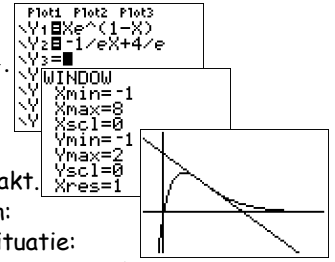 Plot1 Plot2 Plot3
\Y1=Xe^(1-X)
\Y2=-1/eX+4/e
\Y3=
\Y
\Y
\Y
\Y
WINDOW
Xmin=-1
Xmax=8
Xscl=0
Ymin=-1
Ymax=2
Yscl=0
Xres=1
akt.
n:
ituatie: